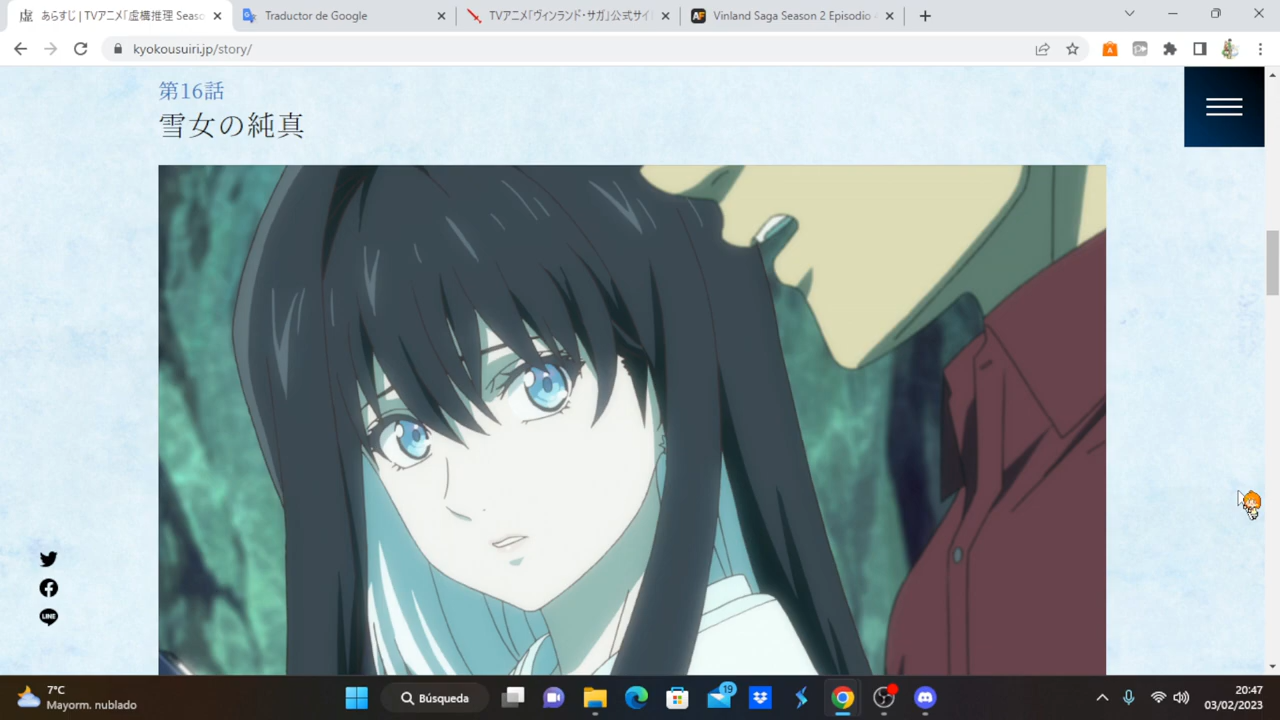 あらすじ | TVアニメ「虚構推理 Seaso
Traductor de Google
TVアニメ「ヴィンランド・サガ」公式サイ
AF
Vinland Saga Season 2 Episodio
kyokousuiri.jp/story/
第16話
雪女の純真
LINE
7°C
Mayorm. nublado
Búsqueda
19
20:47
03/02/2023